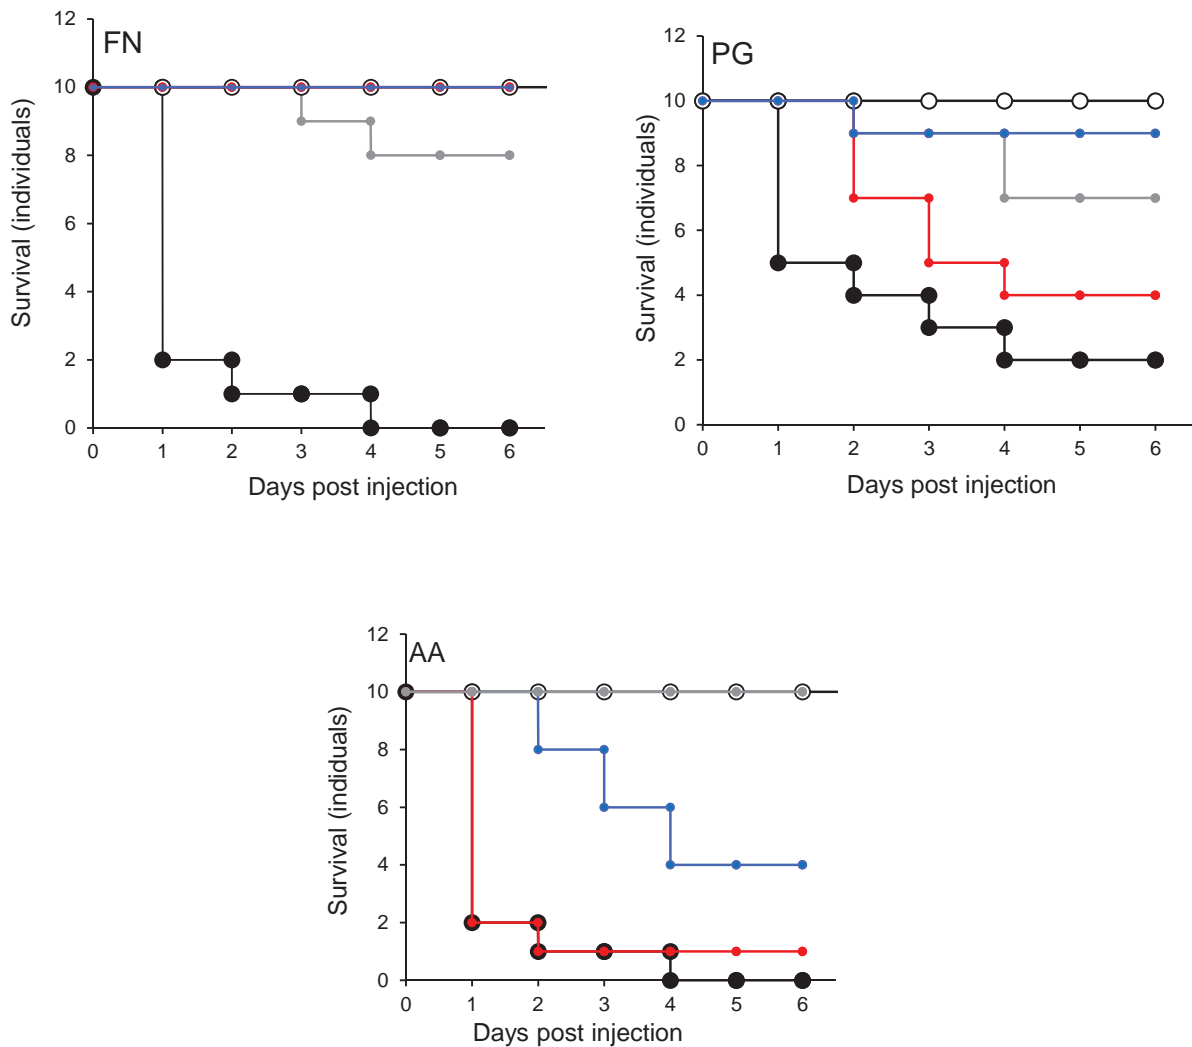 FN
12
10
8
6
4
2
0
Survival (individuals)
0 1 2 3 4 5 6
Days post injection
PG
12
10
8
6
4
2
0
Survival (individuals)
0 1 2 3 4 5 6
Days post injection
AA
12
10
8
6
4
2
0
Survival (indiduals)
0 1 2 3 4 5 6
Days post injection